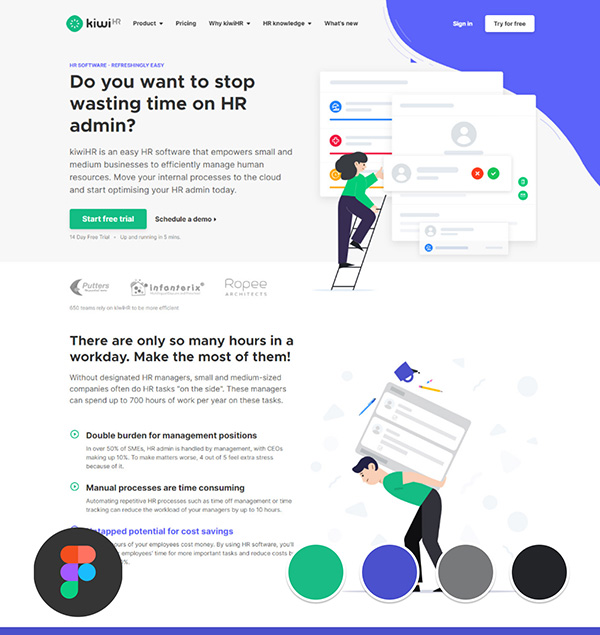 kiwi HR
Product
Pricing
Why kiwiHR
HR knowledge
What's new
Sign in
Try for free
HR SOFTWARE - REFRESHINGLY EASY
Do you want to stop
wasting time on HR
admin?
kiwiHR is an easy HR software that empowers small and
medium businesses to efficiently manage human
resources. Move your internal processes to the cloud
and start optimising your HR admin today.
Start free trial
Schedule a demo
14 Day Free Trial • Up and running in 5 mins.
Putters
infantorix
Ropee
ARCHITECTS
650 teams rely on kiwiHR to be more efficient
There are only so many hours in a
workday. Make the most of them!
Without designated HR managers, small and medium-sized
companies often do HR tasks "on the side". These managers
can spend up to 700 hours of work per year on these tasks.
Double burden for management positions
In over 50% of SMEs, HR admin is handled by management, with CEOs
making up 10%. To make matters worse, 4 out of 5 feel extra stress
because of it.
Manual processes are time consuming
Automating repetitive HR processes such as time off management or time
tracking can reduce the workload of your managers by up to 10 hours.
tapped potential for cost savings
hours of your employees cost money. By using HR software, you'll
employees' time for more important tasks and reduce costs b